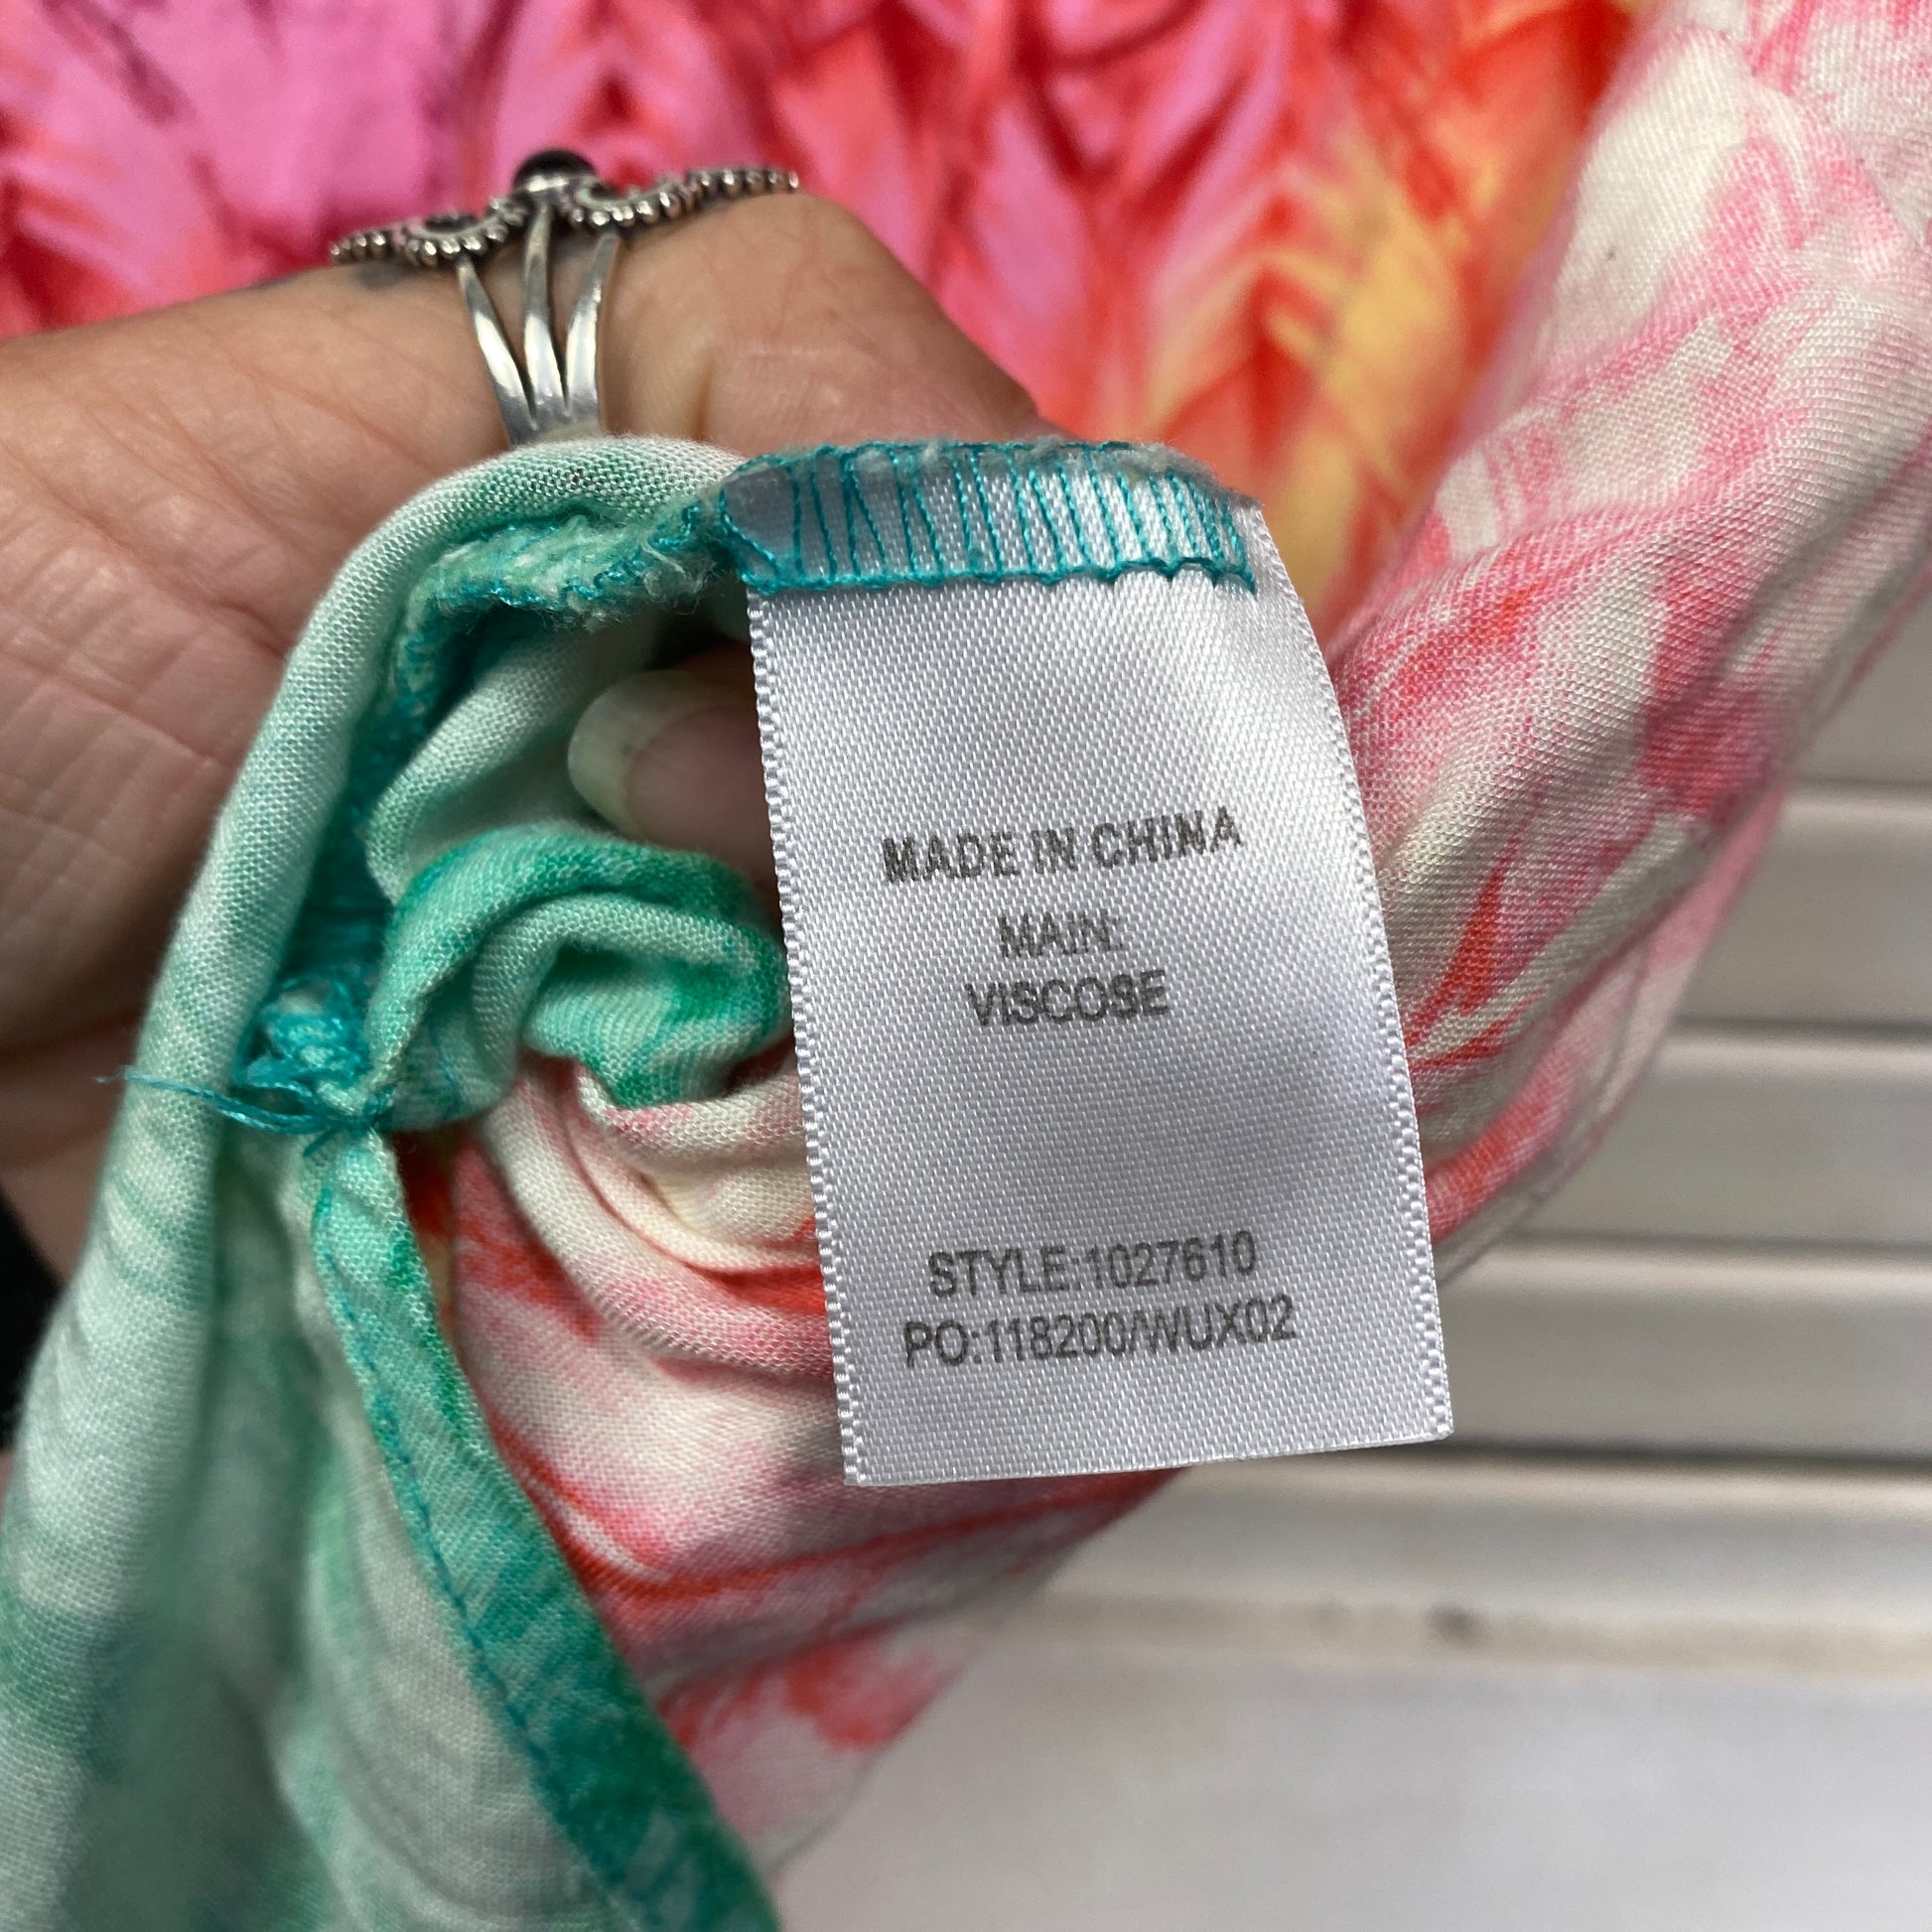 MADE IN CHINA
MAIN:
VISCOSE
STYLE:1027610
PO:118200/WUX02